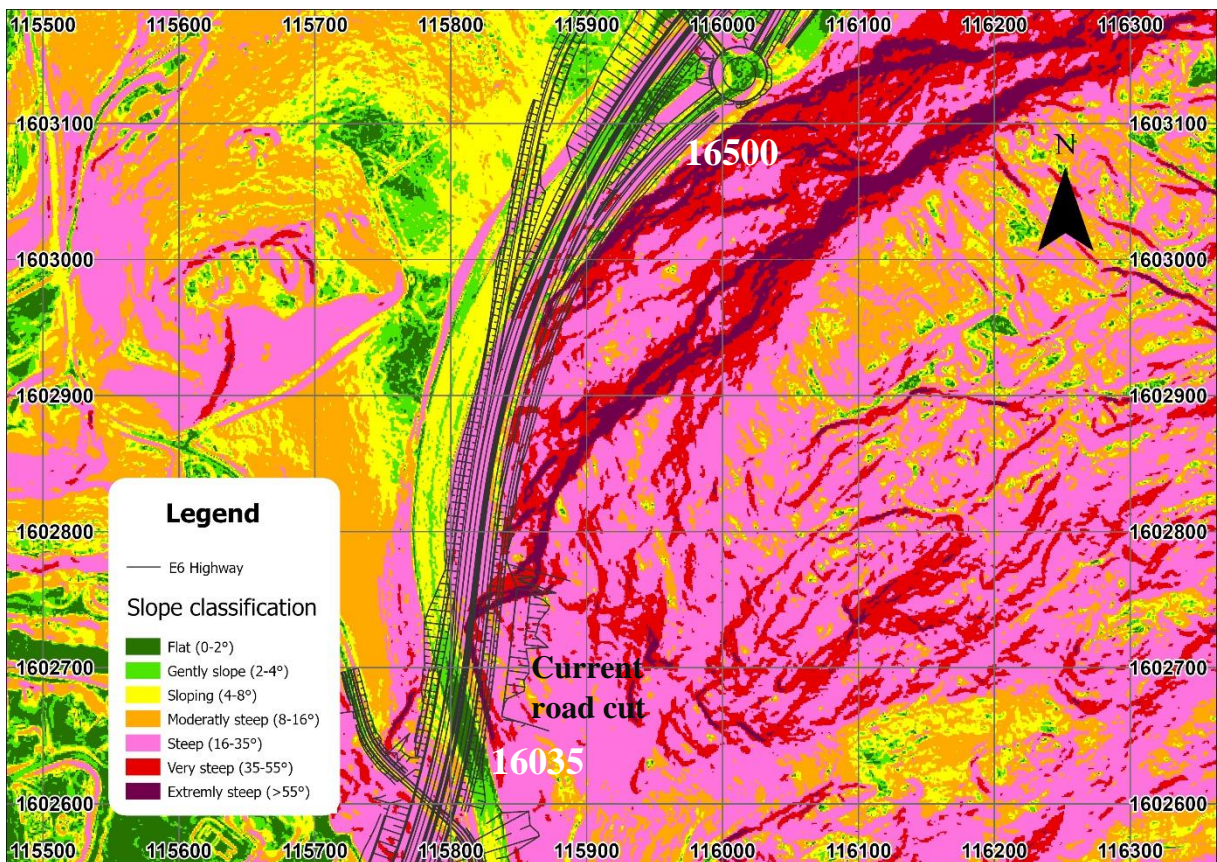 115500 115600 115700 115800 115900 116000 116100 116200 116300
1603100 1603100
16500
N
1603000 1603000
1602900 1602900
1602800 1602800
Legend
E6 Highway
Slope classification
Flat (0-2°)
Gently slope (2-4°)
Sloping (4-8°)
Moderatly steep (8-16°)
Steep (16-35°)
Very steep (35-55°)
Extremly steep (>55°)
1602700
Current
road cut
16035
1602600
115500 115600 115700 115800 115900 116000 116100 116200 116300